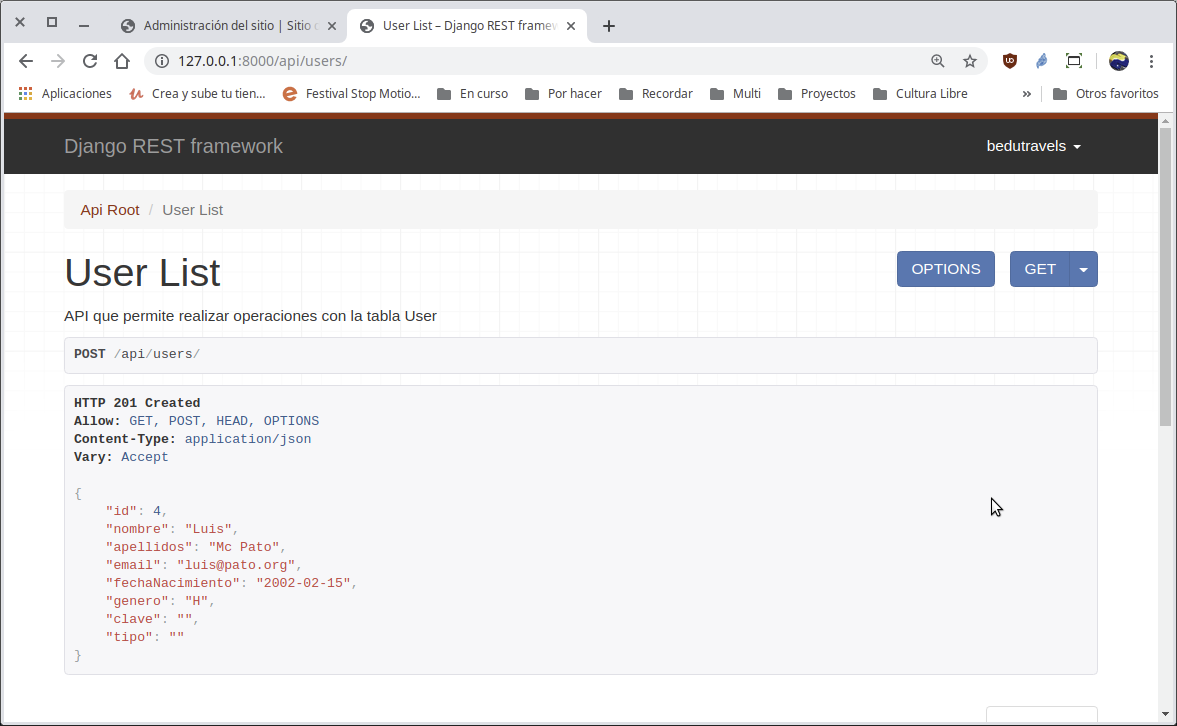 Administración del sitio | Sitio d
User List – Django REST framew
127.0.0.1:8000/api/users/
Aplicaciones
Crea y sube tu tien...
Festival Stop Motio...
En curso
Por hacer
Recordar
Multi
Proyectos
Cultura Libre
»
Otros favoritos
Django REST framework
bedutravels
Api Root / User List
User List
OPTIONS
GET
API que permite realizar operaciones con la tabla User
POST /api/users/
HTTP 201 Created
Allow: GET, POST, HEAD, OPTIONS
Content-Type: application/json
Vary: Accept
{
    "id": 4,
    "nombre": "Luis",
    "apellidos": "Mc Pato",
    "email": "luis@pato.org",
    "fechaNacimiento": "2002-02-15",
    "genero": "H",
    "clave": "",
    "tipo": ""
}